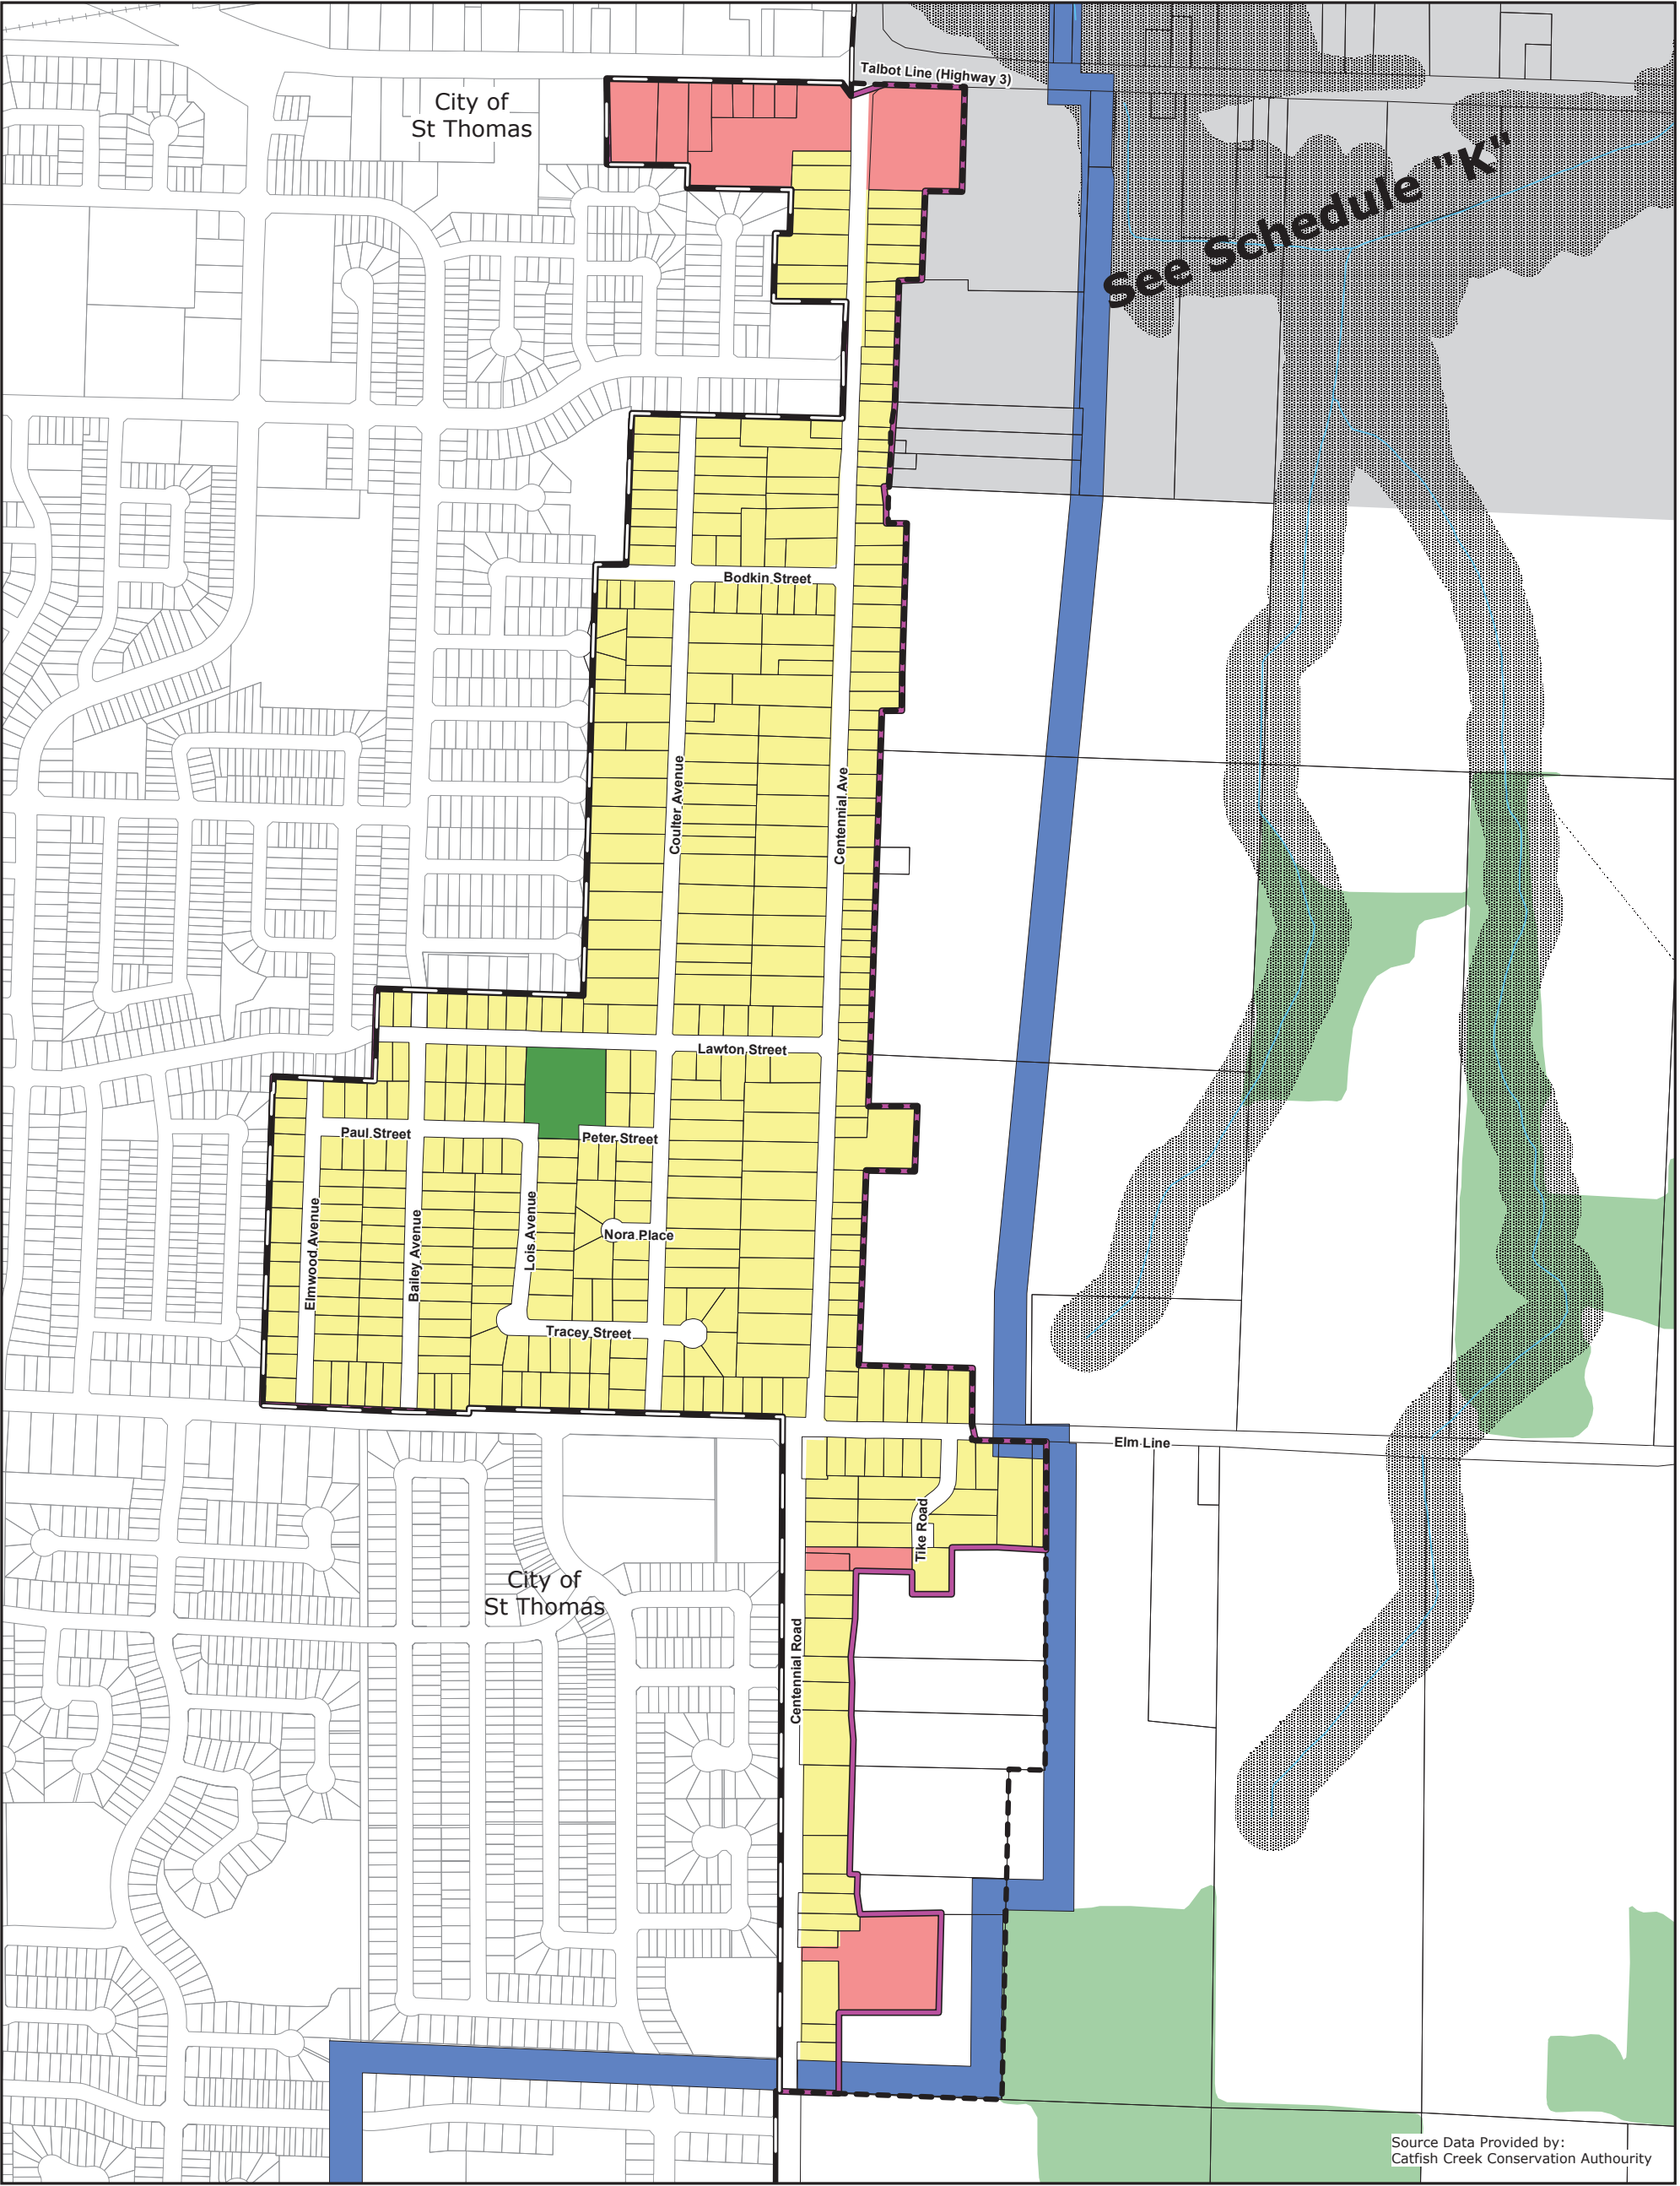 Talbot Line (Highway 3)
City of
St Thomas
See Schedule "K"
Bodkin Street
Coulter Avenue
Centennial Ave
Lawton Street
Paul Street
Peter Street
Elmwood Avenue
Bailey Avenue
Lois Avenue
Nora Place
Tracey Street
Elm Line
Tike Road
City of
St Thomas
Centennial Road
Source Data Provided by:
Catfish Creek Conservation Authourity